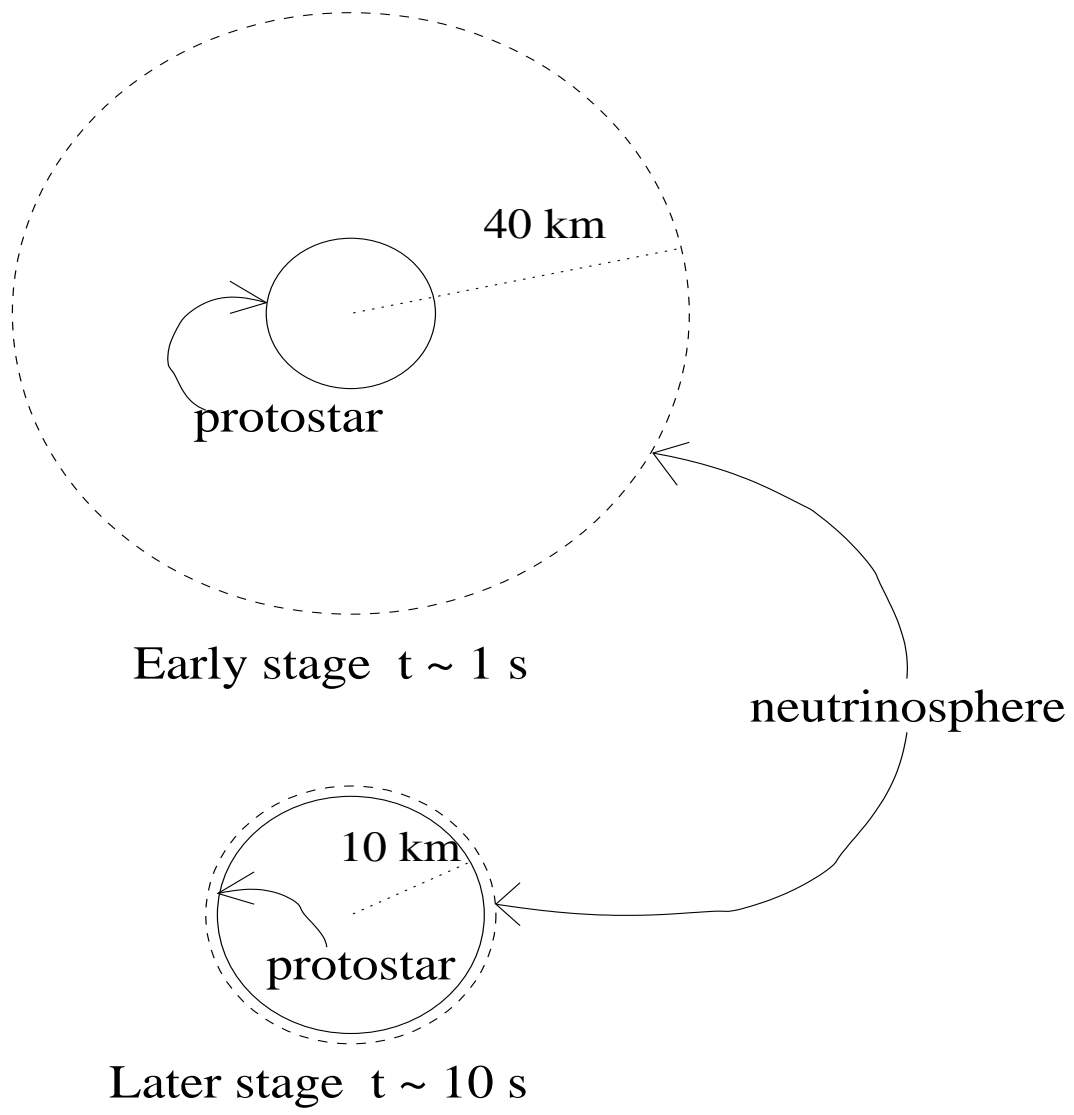 40 km
protostar
Early stage t ~ 1 s
neutrinosphere
10 km
protostar
Later stage t ~ 10 s